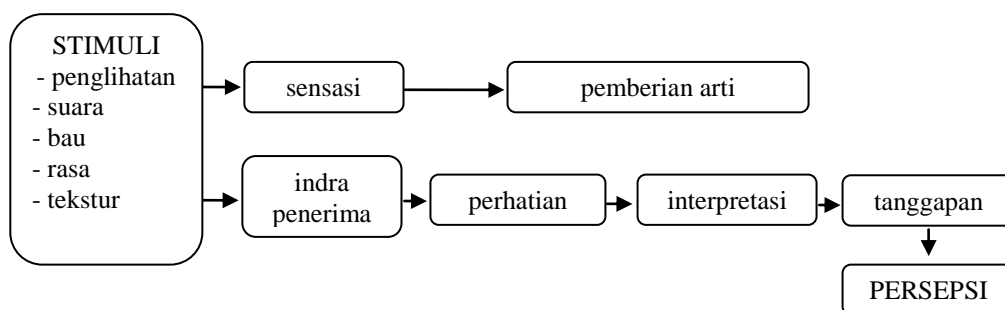 STIMULI
- penglihatan
- suara
- bau
- rasa
- tekstur
sensasi
pemberian arti
indra
penerima
perhatian
interpretasi
tanggapan
PERSEPSI